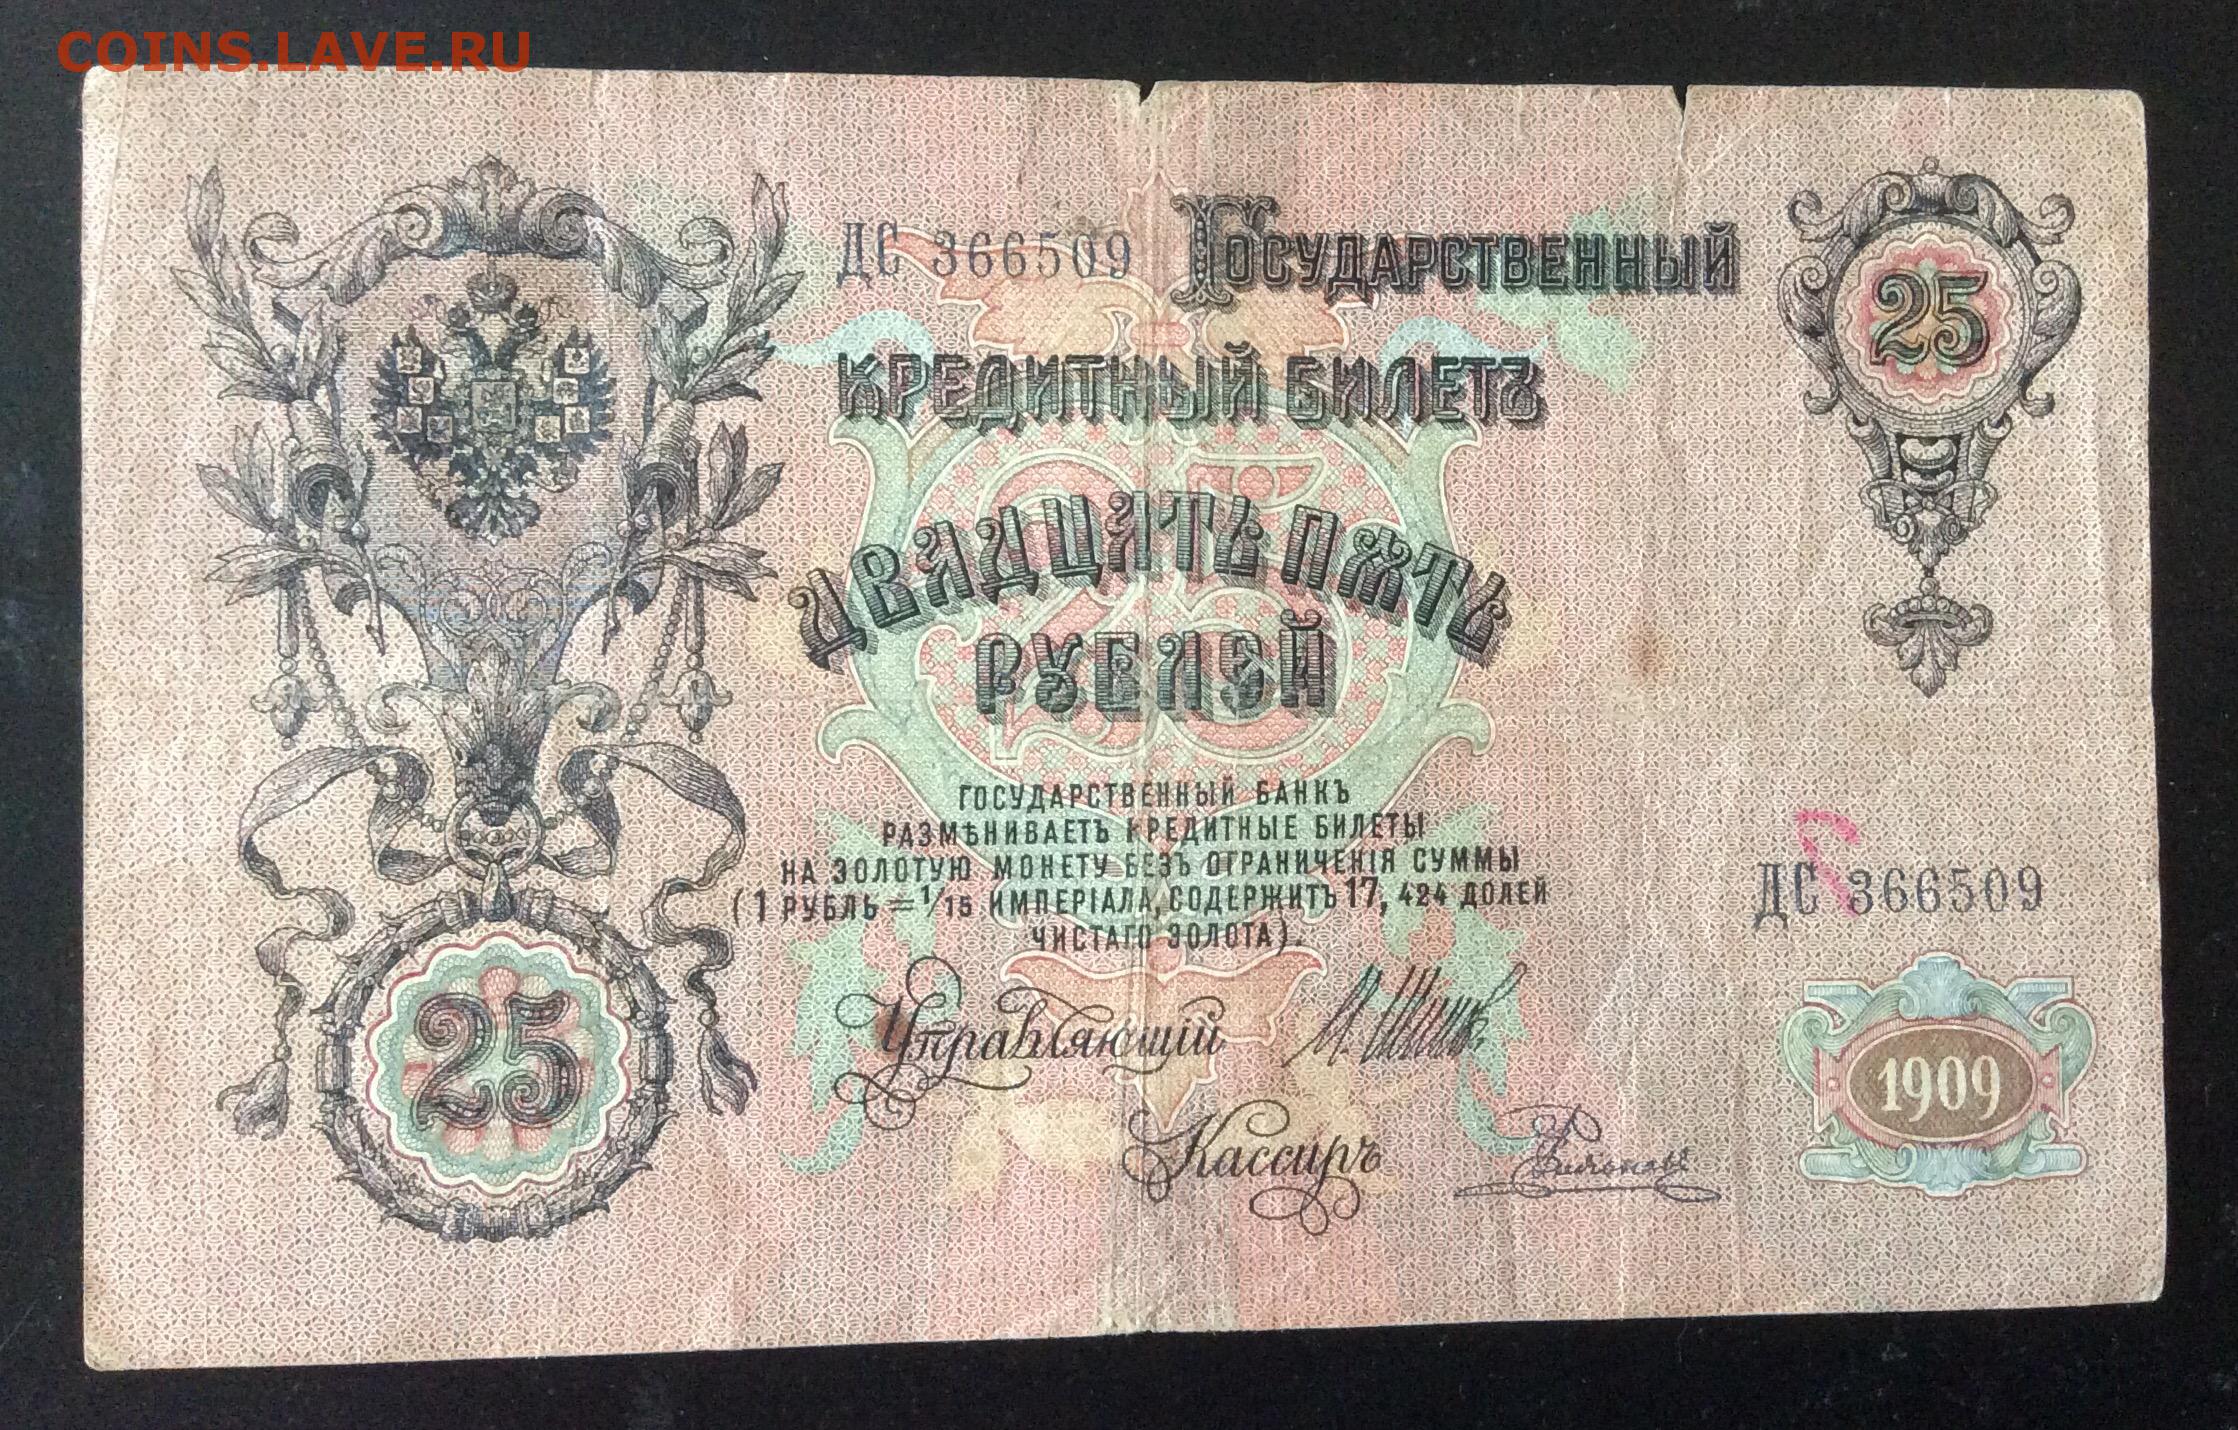 COINS.LAVE.RU
ДС 366509
ГОСУДАРСТВЕННЫЙ
25
КРЕДИТНЫЙ БИЛЕТЪ
ДВАДЦАТЬ ПѦТЬ
РУБЛЕЙ
ГОСУДАРСТВЕННЫЙ БАНКЪ
РАЗМѢНИВАЕТЪ КРЕДИТНЫЕ БИЛЕТЫ
НА ЗОЛОТУЮ МОНЕТУ БЕЗЪ ОГРАНИЧЕНІЯ СУММЫ
(1 РУБЛЬ = 1/15 ИМПЕРІАЛА, СОДЕРЖИТЪ 17,424 ДОЛЕЙ
ЧИСТАГО ЗОЛОТА).
ДС 366509
25
Управляющій
И. Шипов
Кассиръ
1909